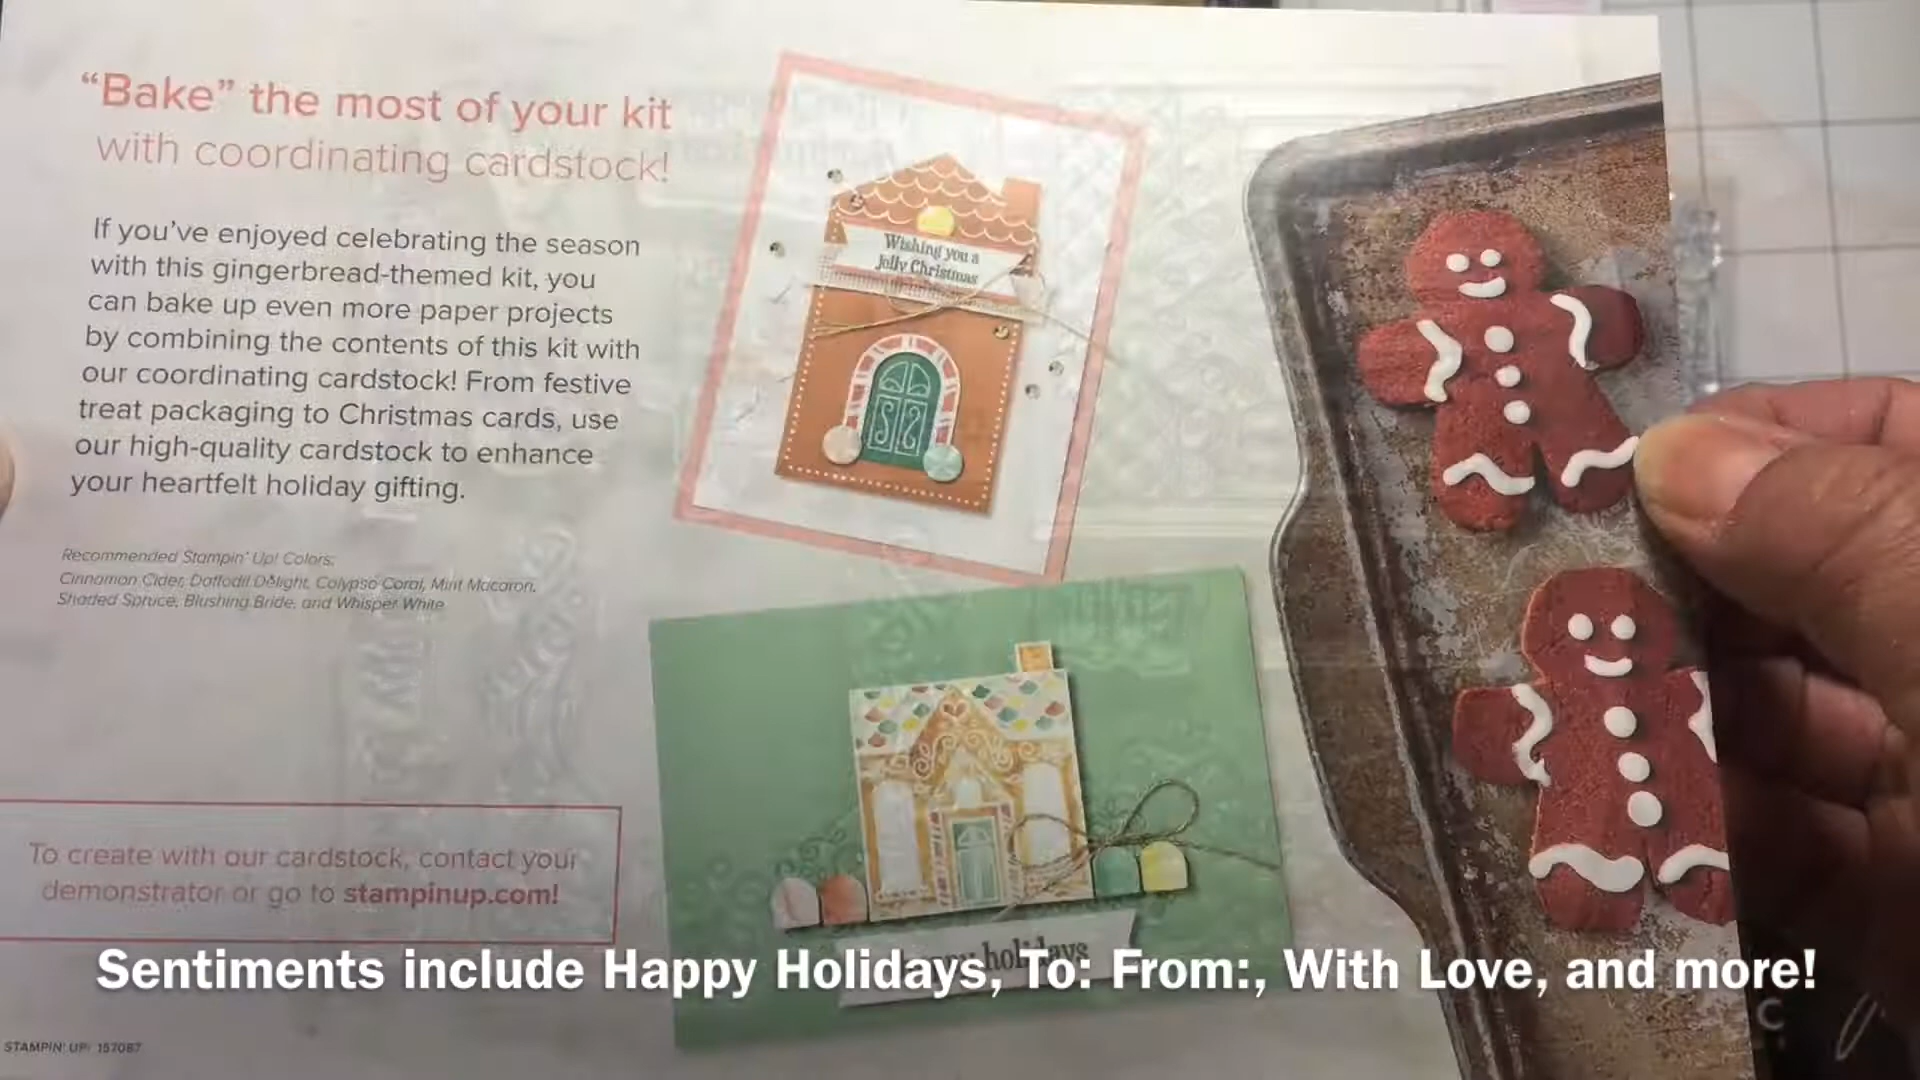 “Bake” the most of your kit
with coordinating cardstock!
If you’ve enjoyed celebrating the season
with this gingerbread-themed kit, you
can bake up even more paper projects
by combining the contents of this kit with
our coordinating cardstock! From festive
treat packaging to Christmas cards, use
our high-quality cardstock to enhance
your heartfelt holiday gifting.
Recommended Stampin’ Up! Colors:
Cinnamon Cider, Daffodil Delight, Calypso Coral, Mint Macaron,
Shaded Spruce, Blushing Bride, and Whisper White
To create with our cardstock, contact your
demonstrator or go to stampinup.com!
STAMPIN’ UP! 157087
Wishing you a
Jolly Christmas
holidays
Sentiments include Happy Holidays, To: From:, With Love, and more!